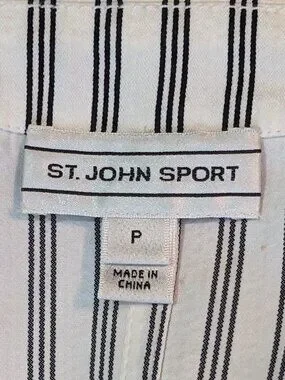 ST. JOHN SPORT
P
MADE IN
CHINA